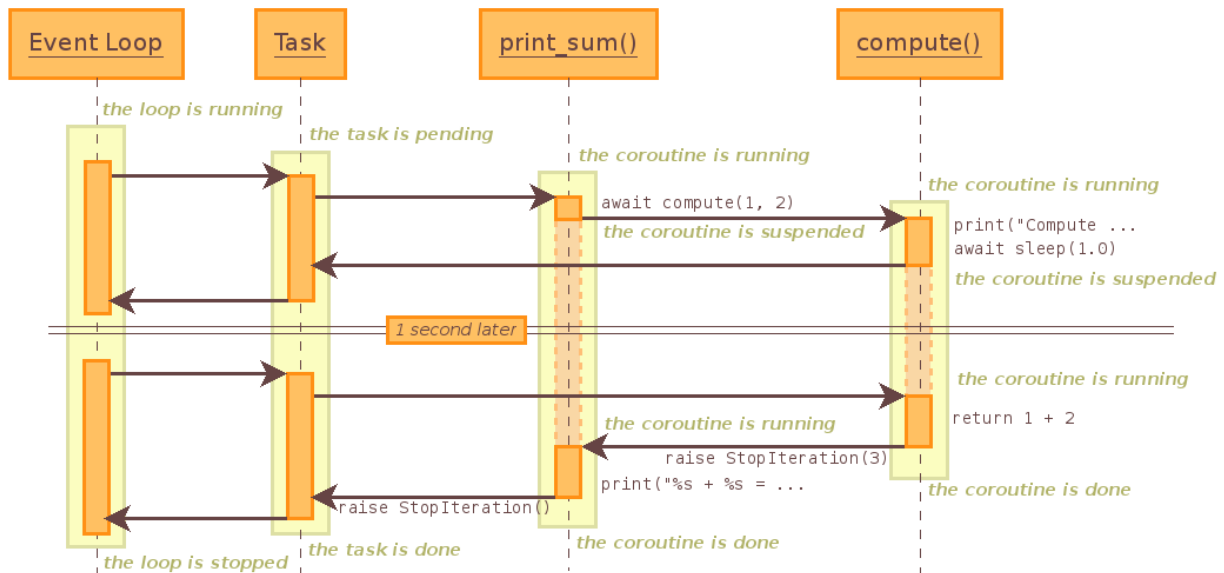 Event Loop
Task
print_sum()
compute()
the loop is running
the task is pending
the coroutine is running
the coroutine is running
await compute(1, 2)
print("Compute ...
the coroutine is suspended
await sleep(1.0)
the coroutine is suspended
1 second later
the coroutine is running
return 1 + 2
the coroutine is running
raise StopIteration(3)
print("%s + %s = ...
the coroutine is done
raise StopIteration()
the coroutine is done
the task is done
the loop is stopped